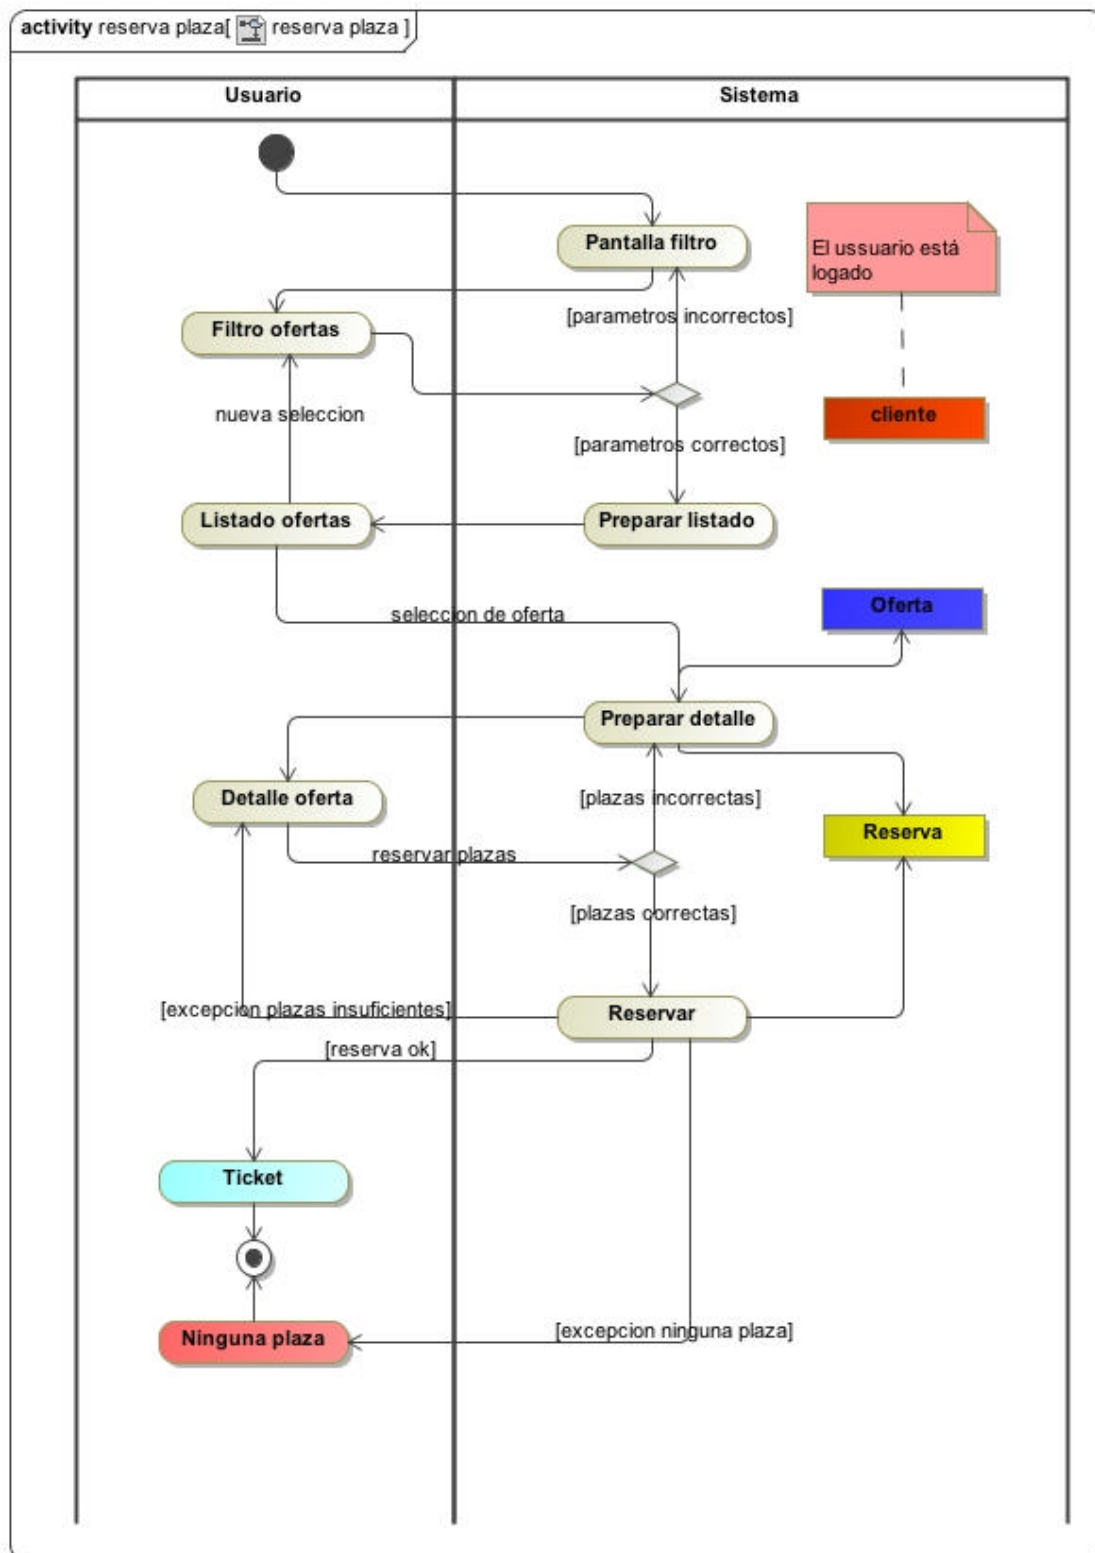 activity reserva plaza[ reserva plaza ]
Usuario
Sistema
Pantalla filtro
El ussuario está
logado
Filtro ofertas
[parametros incorrectos]
cliente
nueva seleccion
[parametros correctos]
Listado ofertas
Preparar listado
Oferta
seleccion de oferta
Preparar detalle
Detalle oferta
[plazas incorrectas]
Reserva
reservar plazas
[plazas correctas]
[excepcion plazas insuficientes]
Reservar
[reserva ok]
Ticket
[excepcion ninguna plaza]
Ninguna plaza